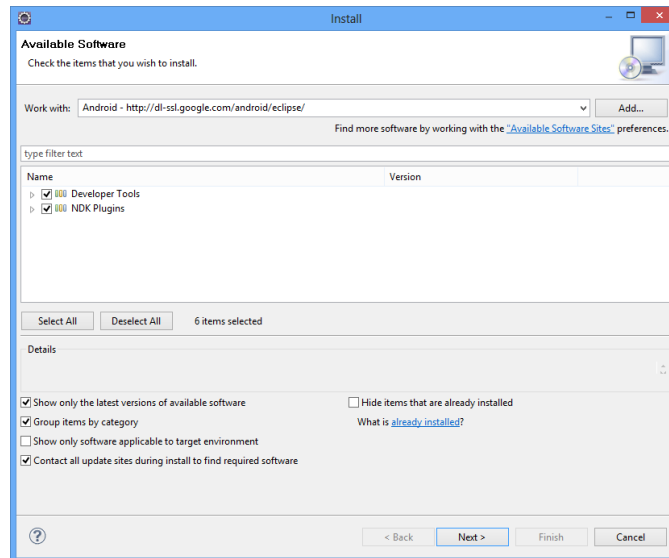 Install
Available Software
Check the items that you wish to install.
Work with: Android - http://dl-ssl.google.com/android/eclipse/ Add...
Find more software by working with the "Available Software Sites" preferences.
type filter text
Name Version
Developer Tools
NDK Plugins
Select All Deselect All 6 items selected
Details
Show only the latest versions of available software Hide items that are already installed
Group items by category What is already installed?
Show only software applicable to target environment
Contact all update sites during install to find required software
? < Back Next > Finish Cancel